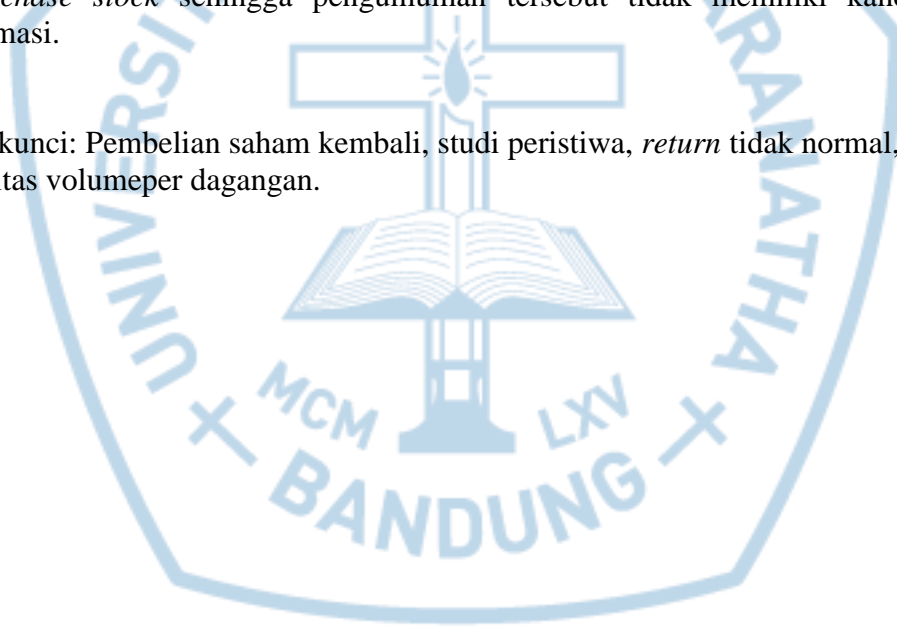 chase stock sehingga pengumuman tersebut tidak memiliki
masi.
kunci: Pembelian saham kembali, studi peristiwa, return tidak normal,
itas volumeper dagangan.
MCM LXV
BANDUNG